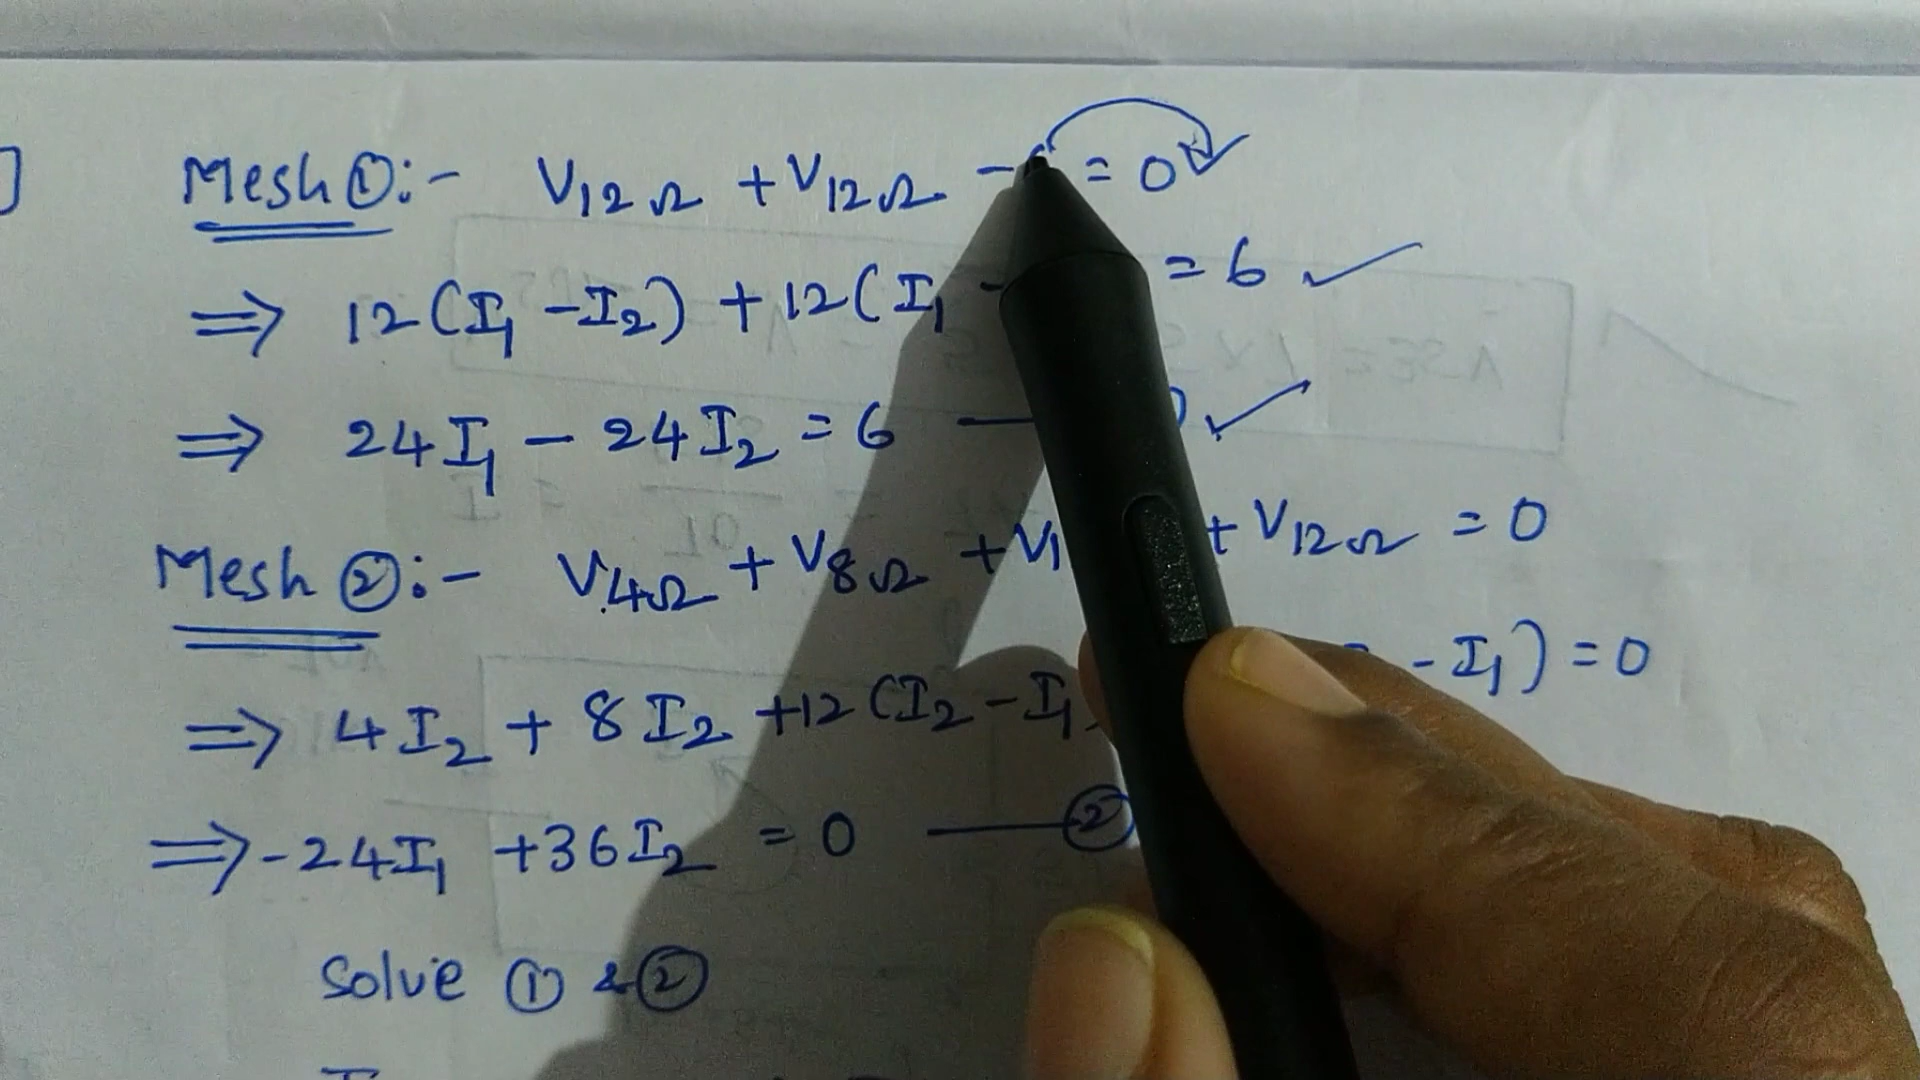 Mesh ①:- V12Ω + V12Ω - = 0
⇒ 12(I1 - I2) + 12(I1 - = 6 ✓
⇒ 24I1 - 24I2 = 6 — ✓
Mesh ②:- V4Ω + V8Ω + V1 + V12Ω = 0
⇒ 4I2 + 8I2 + 12(I2 - I1 - I1) = 0
⇒ -24I1 + 36I2 = 0 — ②
Solve ① & ②